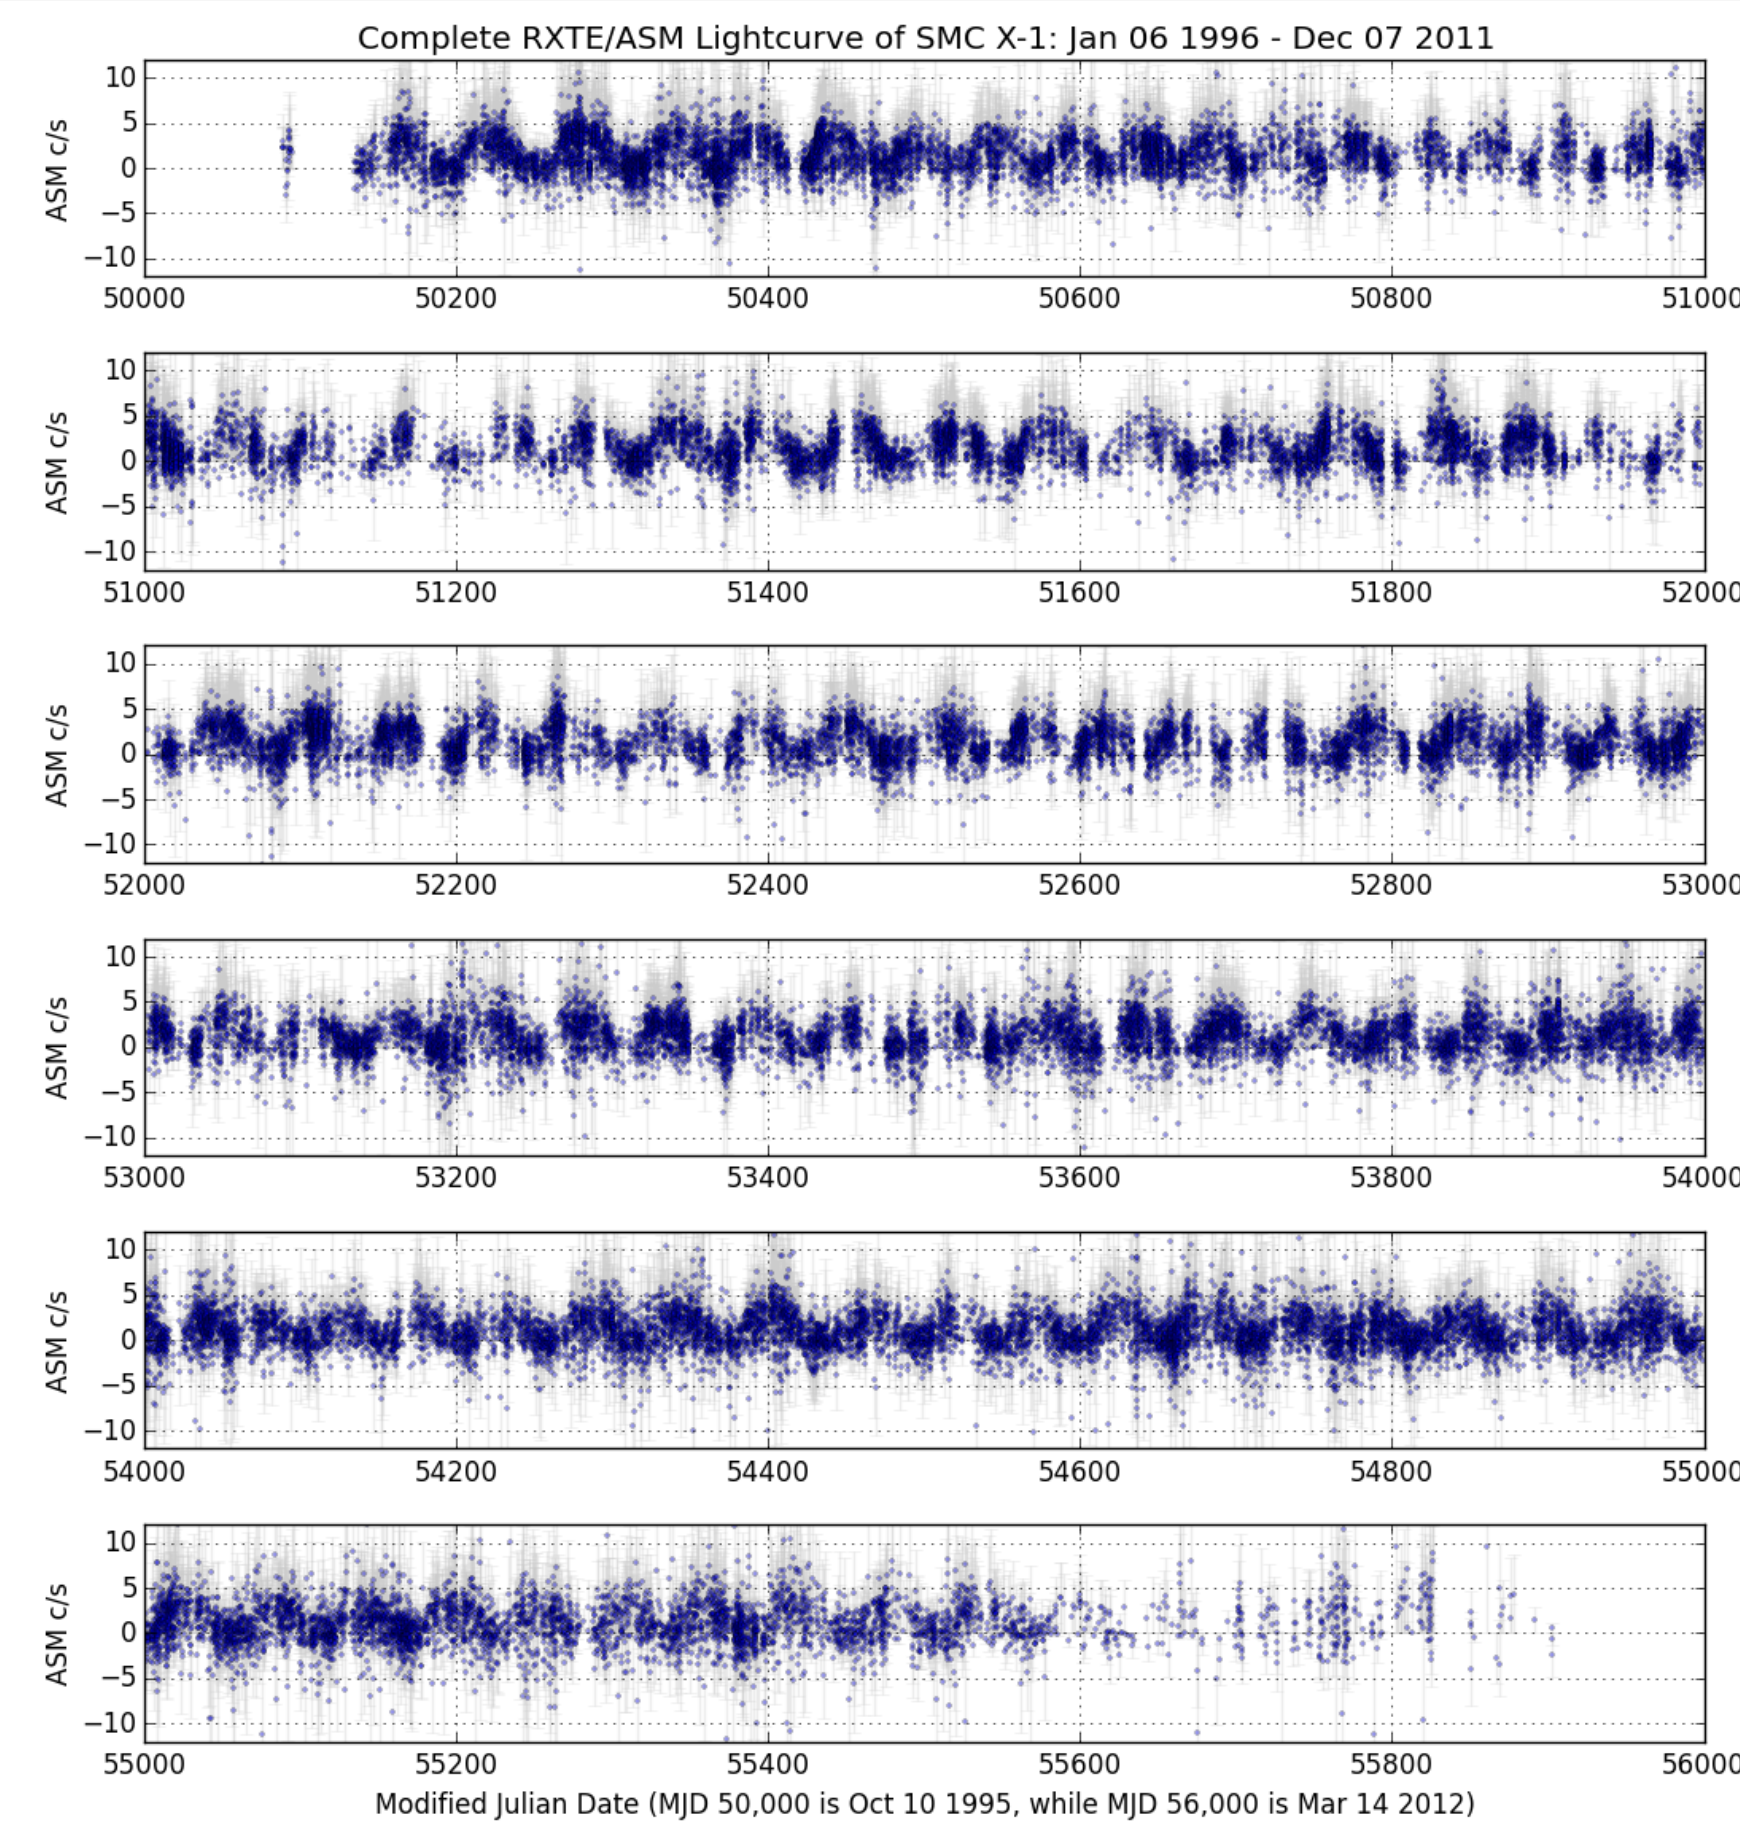 Complete RXTE/ASM Lightcurve of SMC X-1: Jan 06 1996 - Dec 07 2011
ASM c/s
10
5
0
−5
−10
50000 50200 50400 50600 50800 51000
ASM c/s
10
5
0
−5
−10
51000 51200 51400 51600 51800 52000
ASM c/s
10
5
0
−5
−10
52000 52200 52400 52600 52800 53000
ASM c/s
10
5
0
−5
−10
53000 53200 53400 53600 53800 54000
ASM c/s
10
5
0
−5
−10
54000 54200 54400 54600 54800 55000
ASM c/s
10
5
0
−5
−10
55000 55200 55400 55600 55800 56000
Modified Julian Date (MJD 50,000 is Oct 10 1995, while MJD 56,000 is Mar 14 2012)